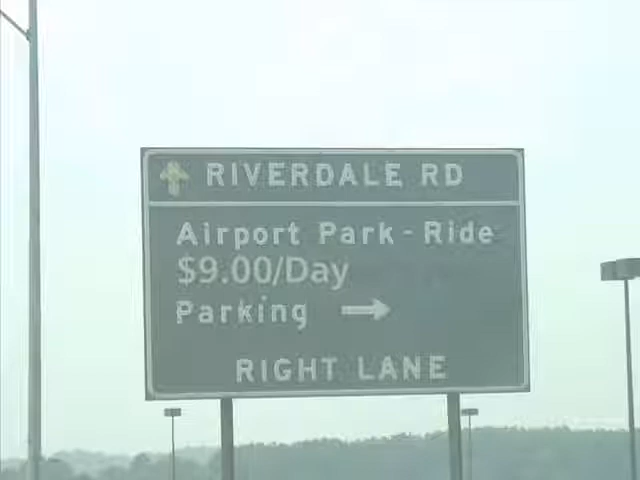 RIVERDALE RD
Airport Park-Ride
$9.00/Day
Parking
RIGHT LANE